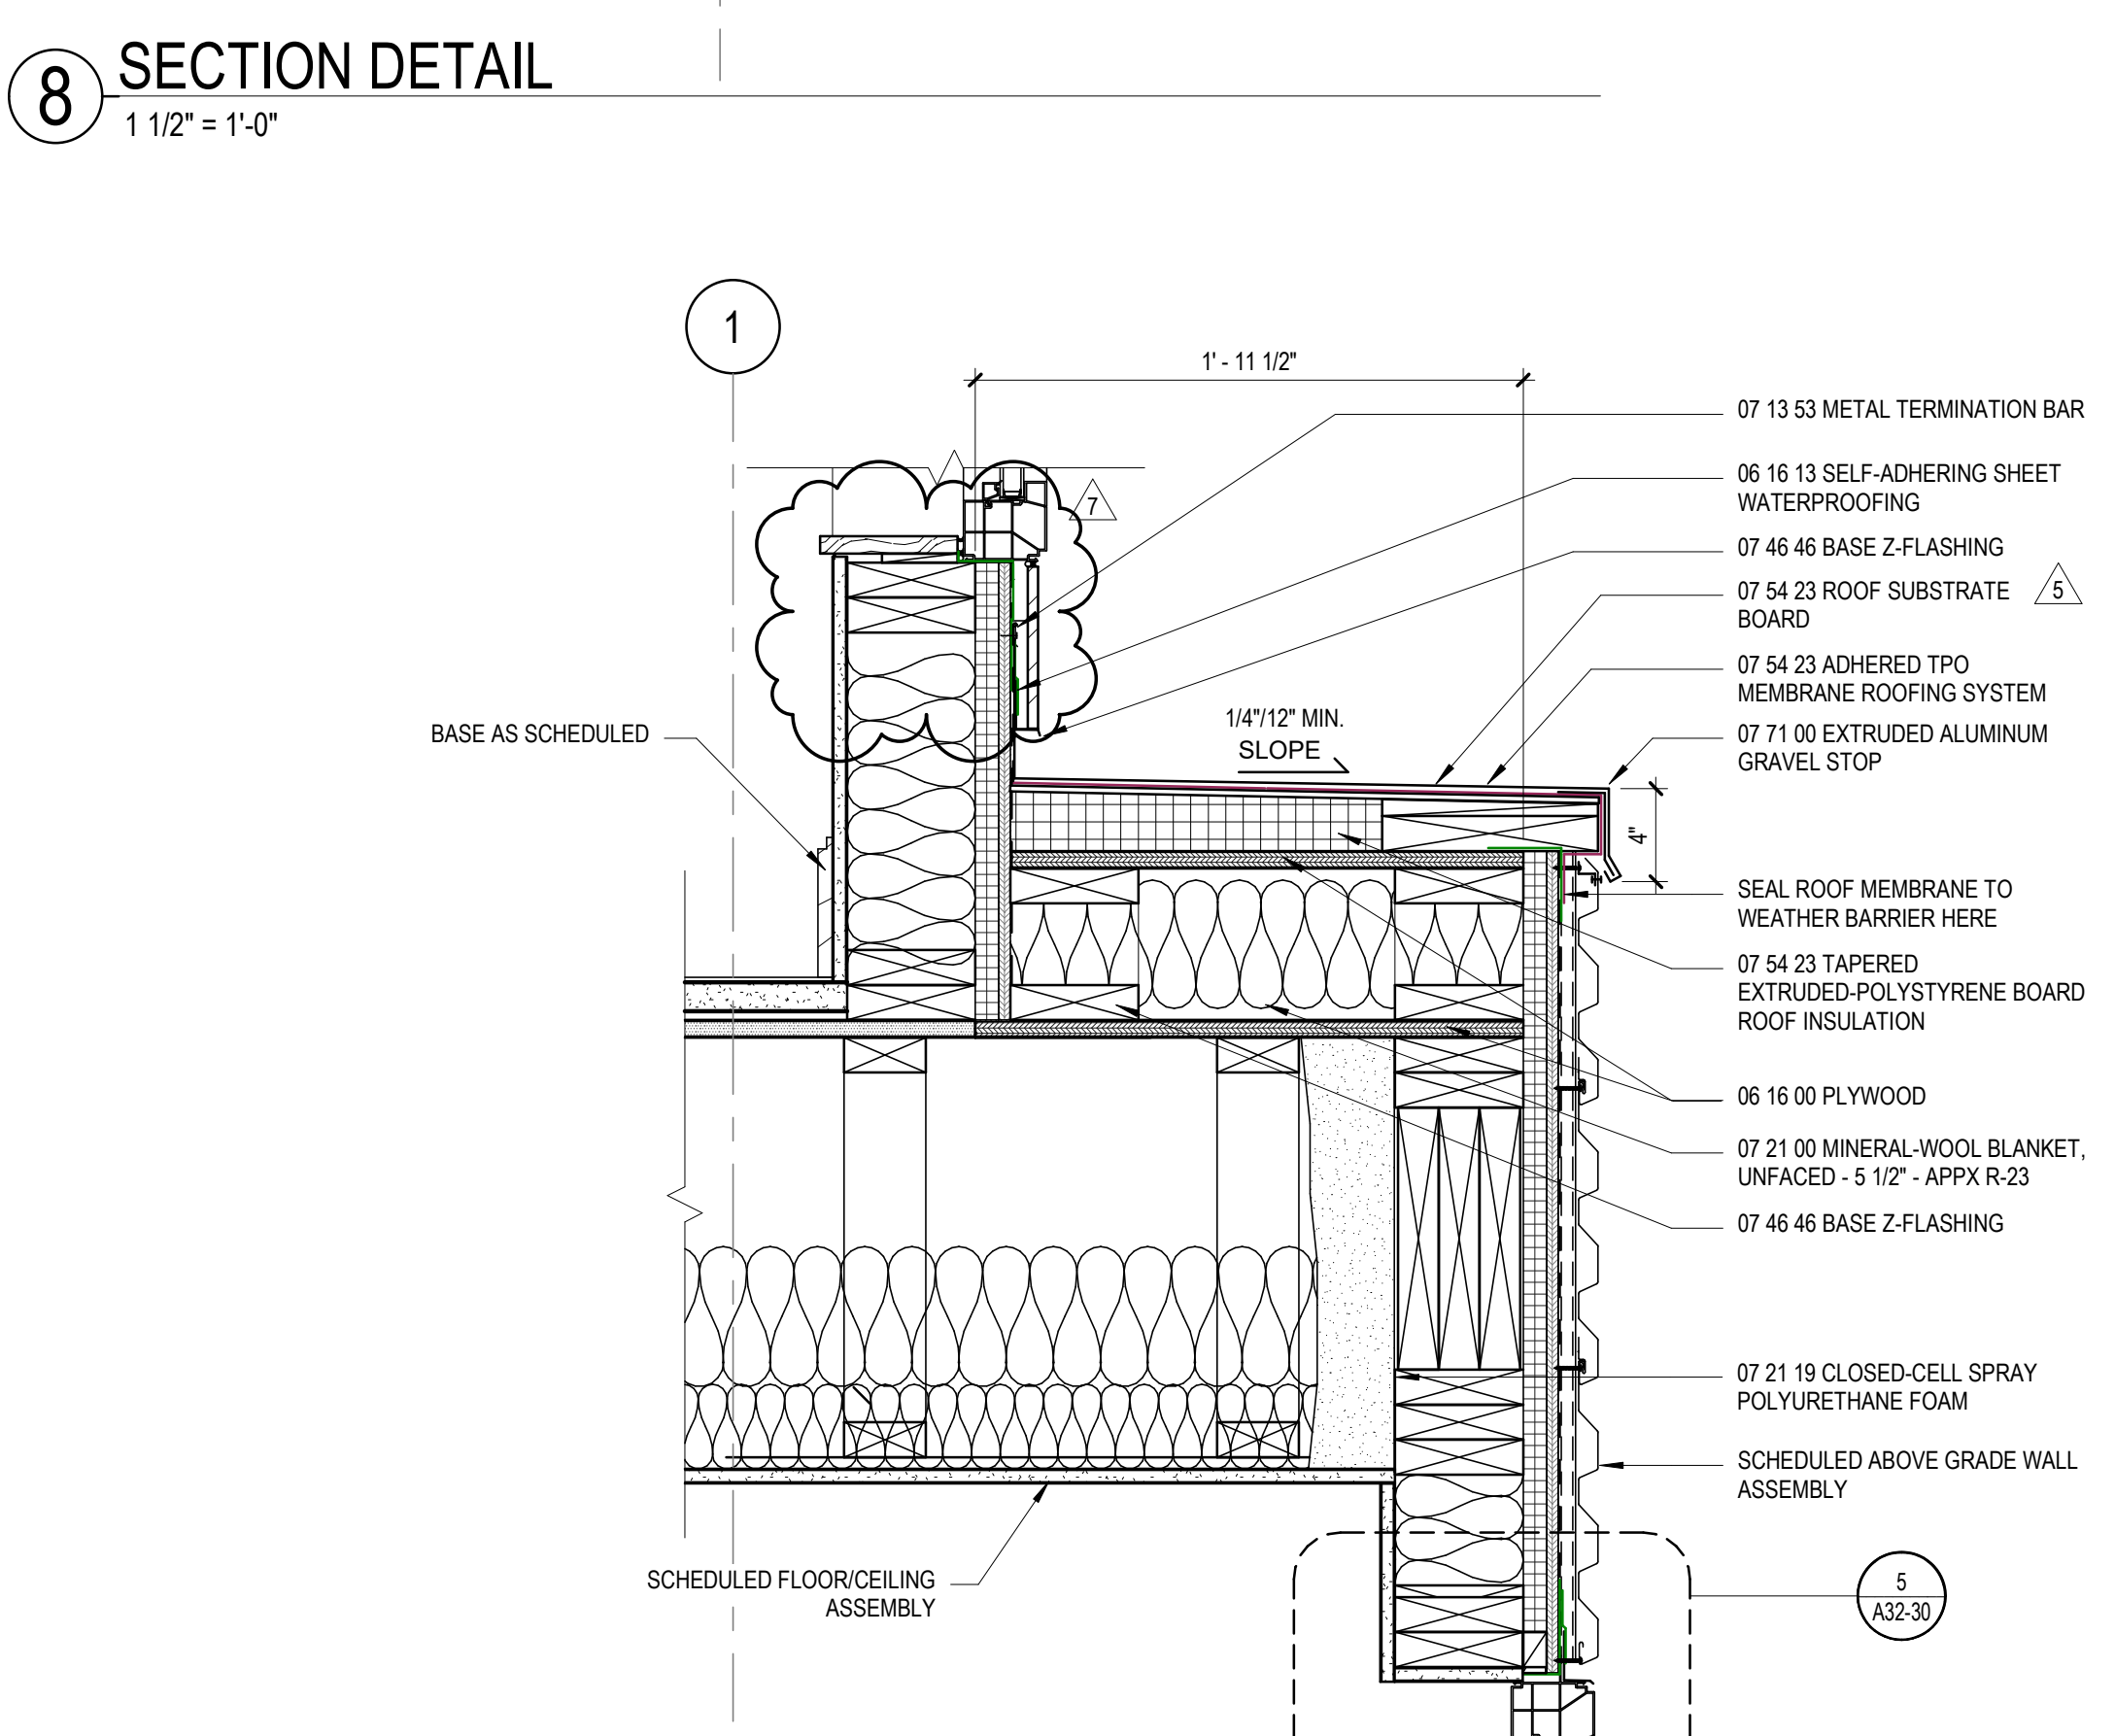 8
SECTION DETAIL
1 1/2" = 1'-0"
1
1' - 11 1/2"
07 13 53 METAL TERMINATION BAR
06 16 13 SELF-ADHERING SHEET
WATERPROOFING
7
07 46 46 BASE Z-FLASHING
07 54 23 ROOF SUBSTRATE
BOARD
5
07 54 23 ADHERED TPO
MEMBRANE ROOFING SYSTEM
07 71 00 EXTRUDED ALUMINUM
GRAVEL STOP
BASE AS SCHEDULED
1/4"/12" MIN.
SLOPE
4"
SEAL ROOF MEMBRANE TO
WEATHER BARRIER HERE
07 54 23 TAPERED
EXTRUDED-POLYSTYRENE BOARD
ROOF INSULATION
06 16 00 PLYWOOD
07 21 00 MINERAL-WOOL BLANKET,
UNFACED - 5 1/2" - APPX R-23
07 46 46 BASE Z-FLASHING
07 21 19 CLOSED-CELL SPRAY
POLYURETHANE FOAM
SCHEDULED ABOVE GRADE WALL
ASSEMBLY
SCHEDULED FLOOR/CEILING
ASSEMBLY
5
A32-30